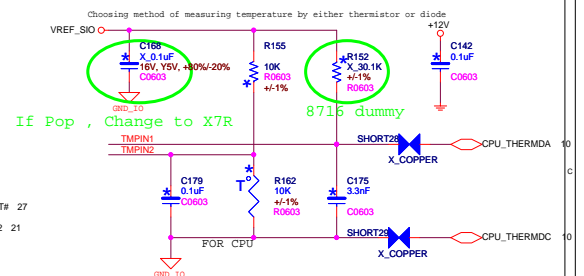 Choosing method of measuring temperature by either thermistor or diode
VREF_SIO
+12V
C168
X_0.1uF
16V, Y5V, +80%/-20%
C0603
R155
10K
R0603
+/-1%
R152
X_30.1K
+/-1%
R0603
C142
0.1uF
C0603
GND_IO
If Pop , Change to X7R
8716 dummy
TMPIN1
TMPIN2
SHORT28
X_COPPER
CPU_THERMDA 10
C179
0.1uF
C0603
T
R162
10K
+/-1%
R0603
C175
3.3nF
C0603
C
T# 27
2 21
FOR CPU
SHORT29
X_COPPER
CPU_THERMDC 10
GND_IO